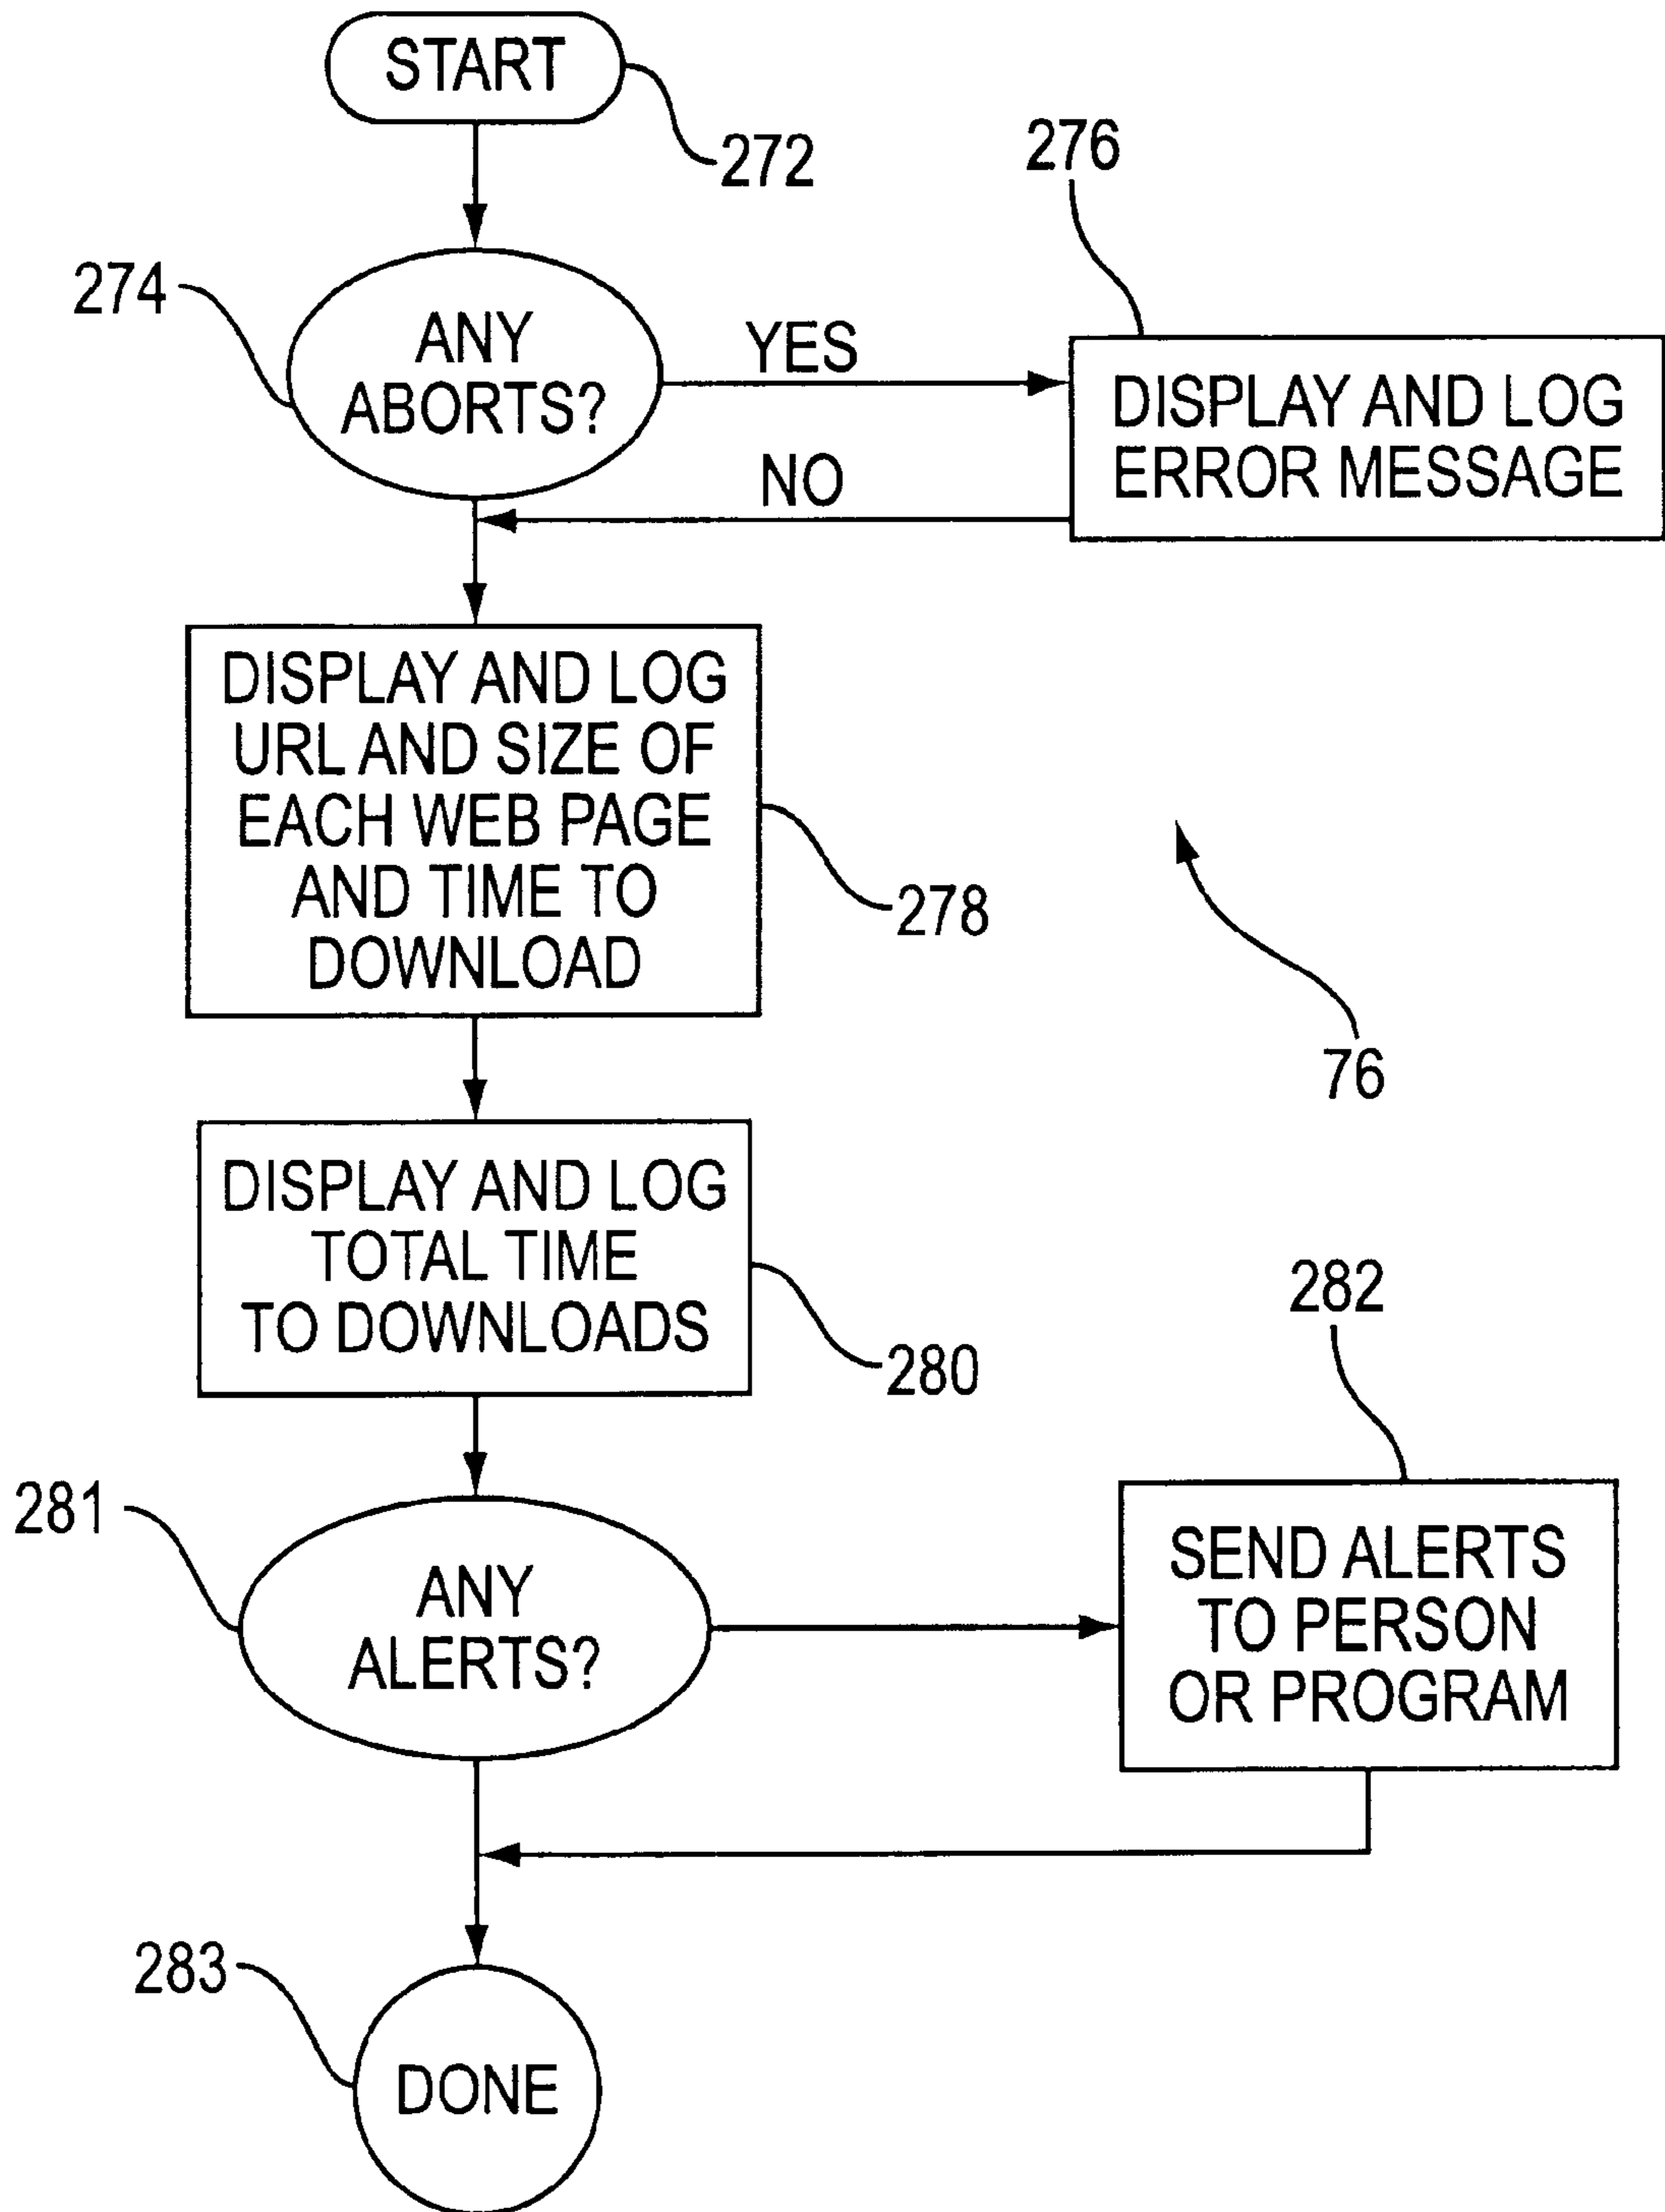 START
272
276
274
ANY
ABORTS?
YES
DISPLAY AND LOG
ERROR MESSAGE
NO
DISPLAY AND LOG
URL AND SIZE OF
EACH WEB PAGE
AND TIME TO
DOWNLOAD
278
76
DISPLAY AND LOG
TOTAL TIME
TO DOWNLOADS
280
282
281
ANY
ALERTS?
SEND ALERTS
TO PERSON
OR PROGRAM
283
DONE